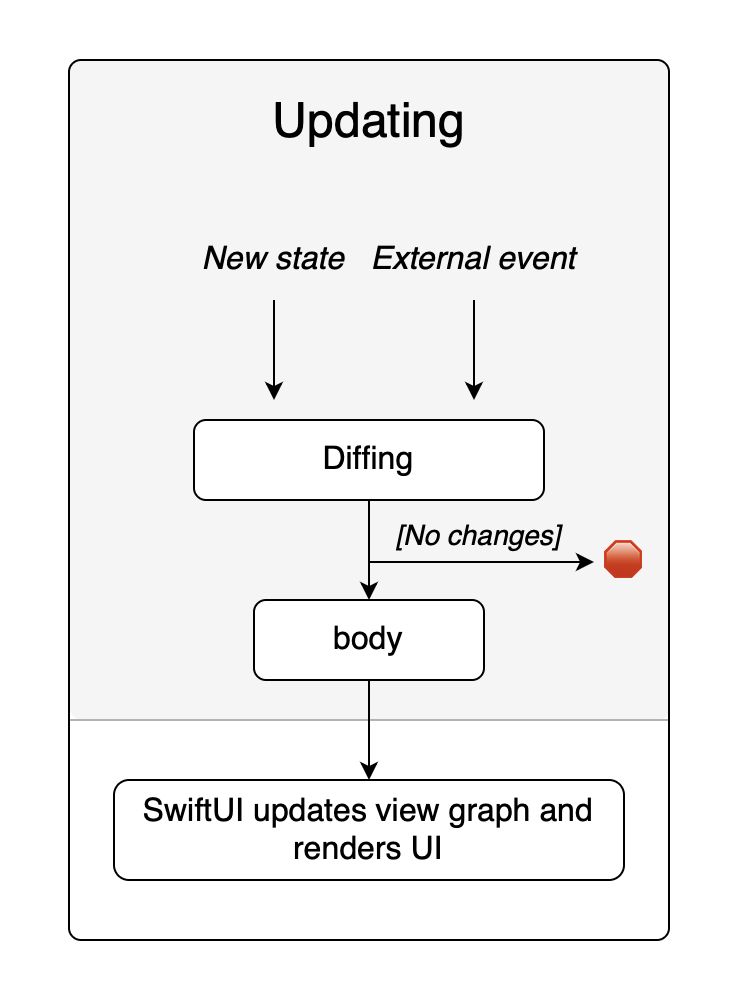 Updating
New state External event
Diffing
[No changes]
body
SwiftUI updates view graph and
renders UI